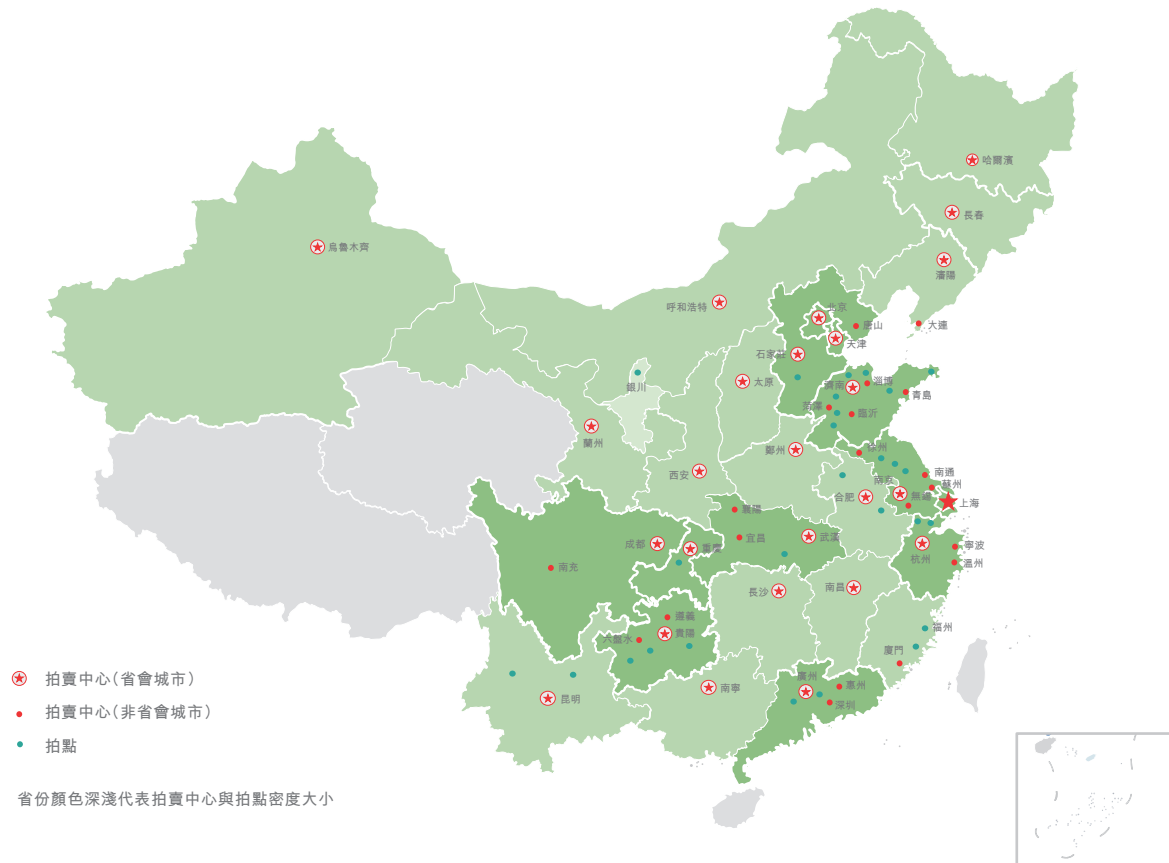 哈爾濱
長春
烏魯木齊
瀋陽
呼和浩特
北京
唐山
大連
天津
石家莊
銀川
太原
濟南
淄博
青島
菏澤
臨沂
蘭州
鄭州
徐州
西安
南通
南京
蘇州
合肥
無錫
上海
襄陽
宜昌
武漢
成都
重慶
寧波
杭州
溫州
南充
長沙
南昌
遵義
貴陽
六盤水
福州
廈門
南寧
廣州
惠州
昆明
深圳
拍賣中心(省會城市)
拍賣中心(非省會城市)
拍點
省份顏色深淺代表拍賣中心與拍點密度大小